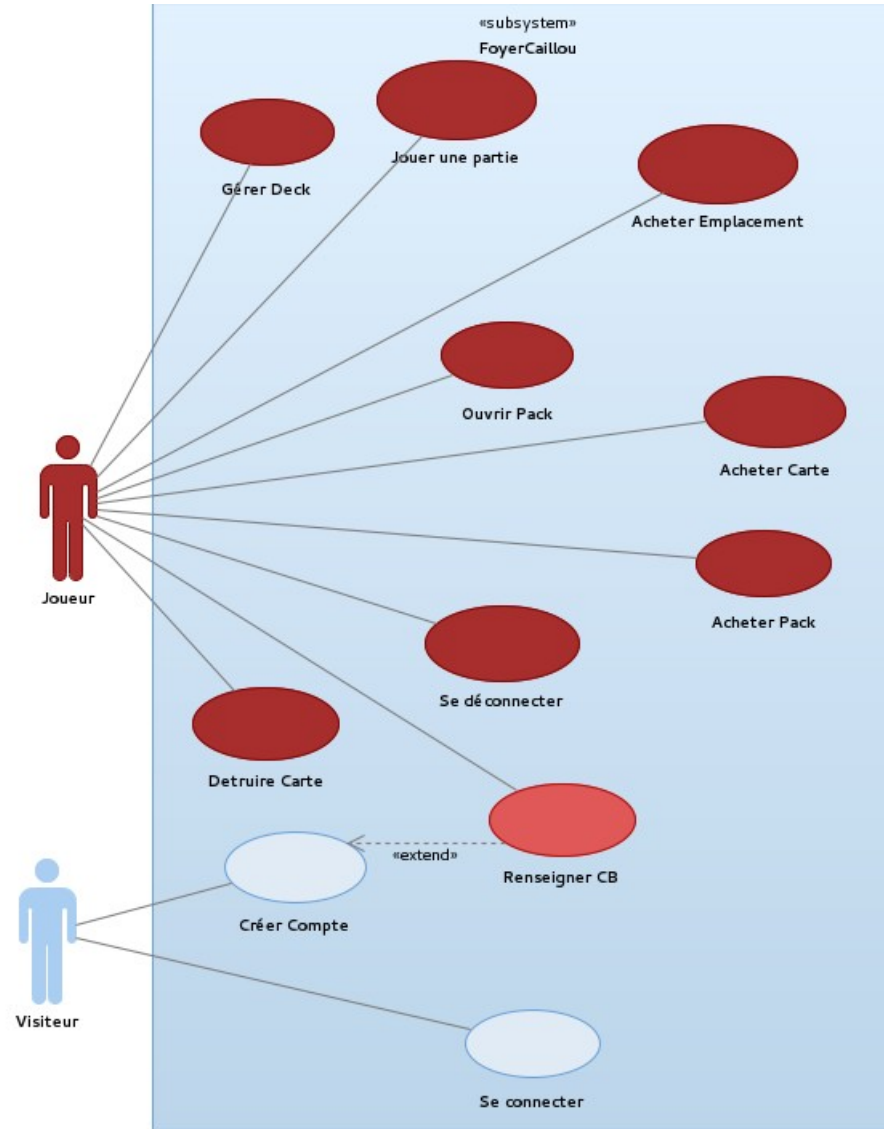 «subsystem»
FoyerCaillou
Jouer une partie
Gérer Deck
Acheter Emplacement
Ouvrir Pack
Acheter Carte
Joueur
Acheter Pack
Se déconnecter
Detruire Carte
«extend»
Renseigner CB
Créer Compte
Visiteur
Se connecter